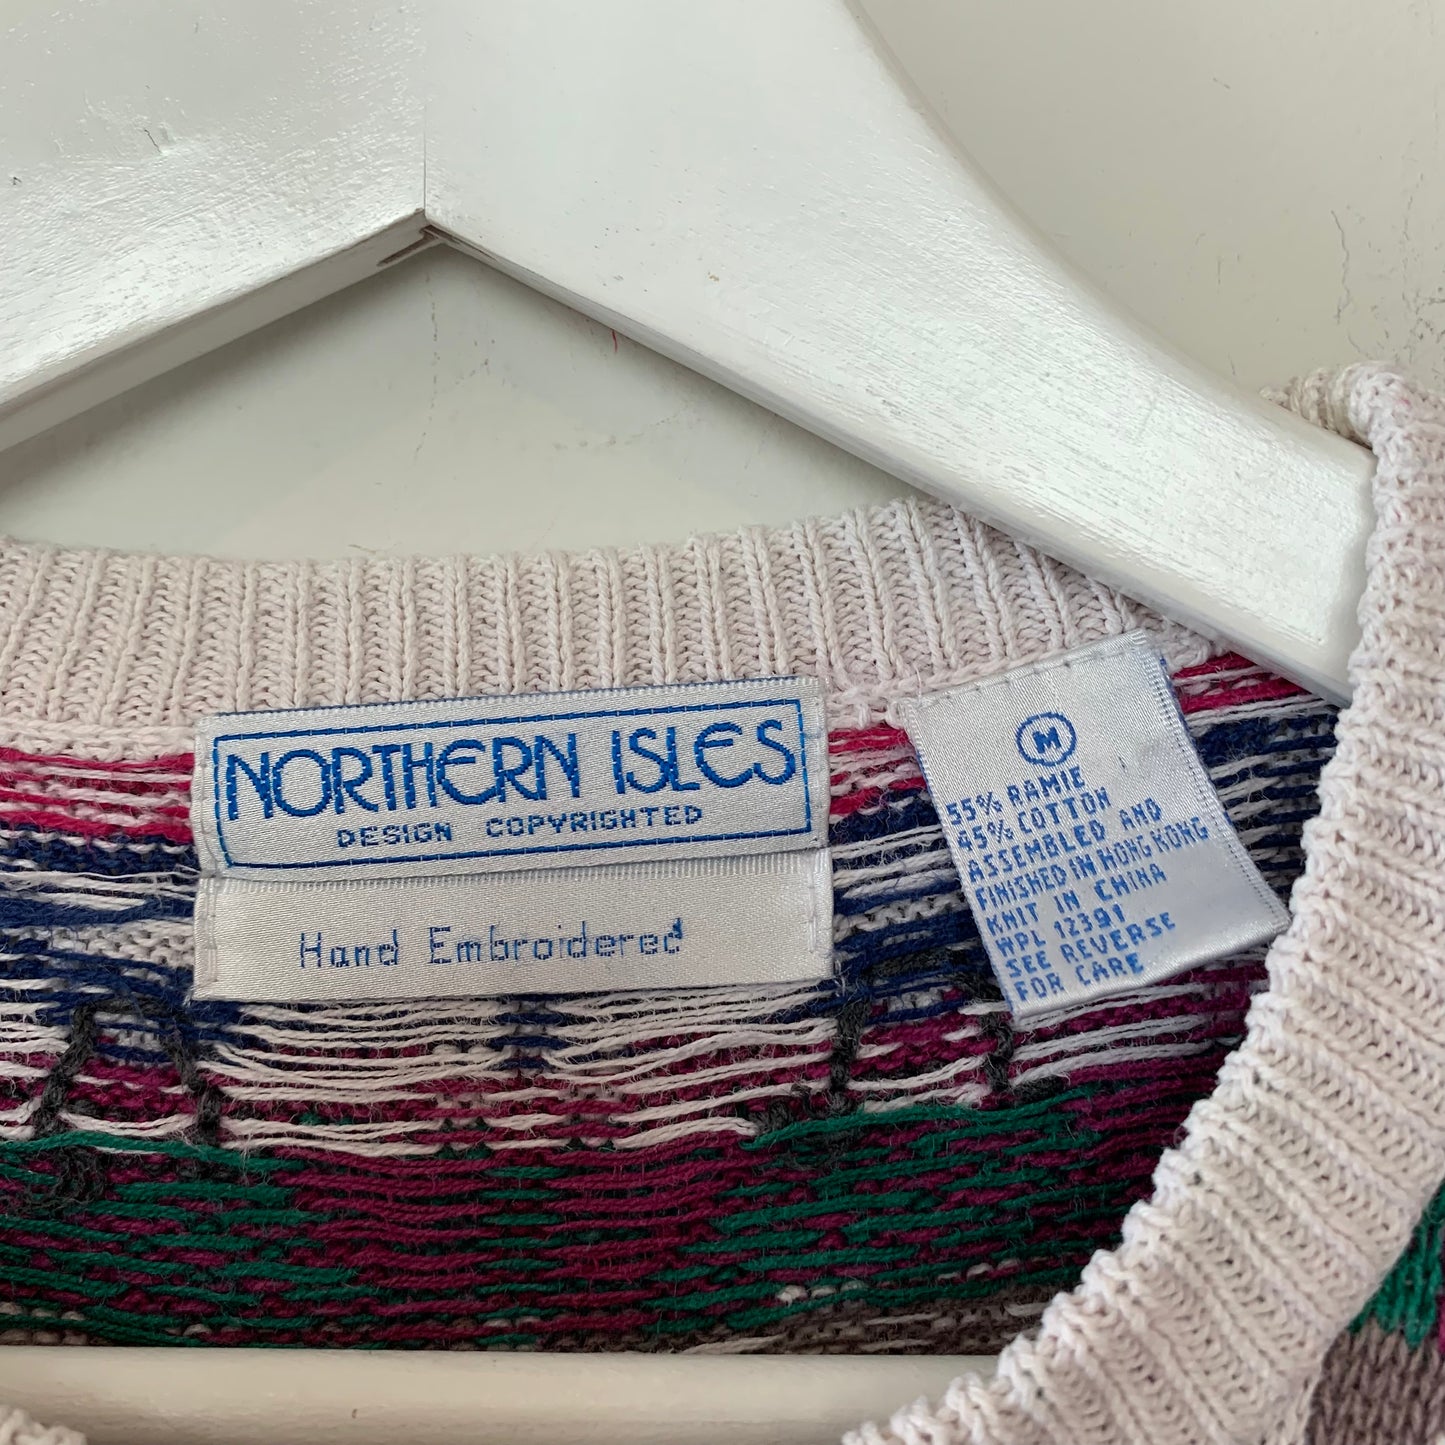 NORTHERN ISLES
DESIGN COPYRIGHTED
Hand Embroidered
M
55% RAMIE
45% COTTON
ASSEMBLED AND
FINISHED IN HONG KONG
KNIT IN CHINA
WPL 12391
SEE REVERSE
FOR CARE